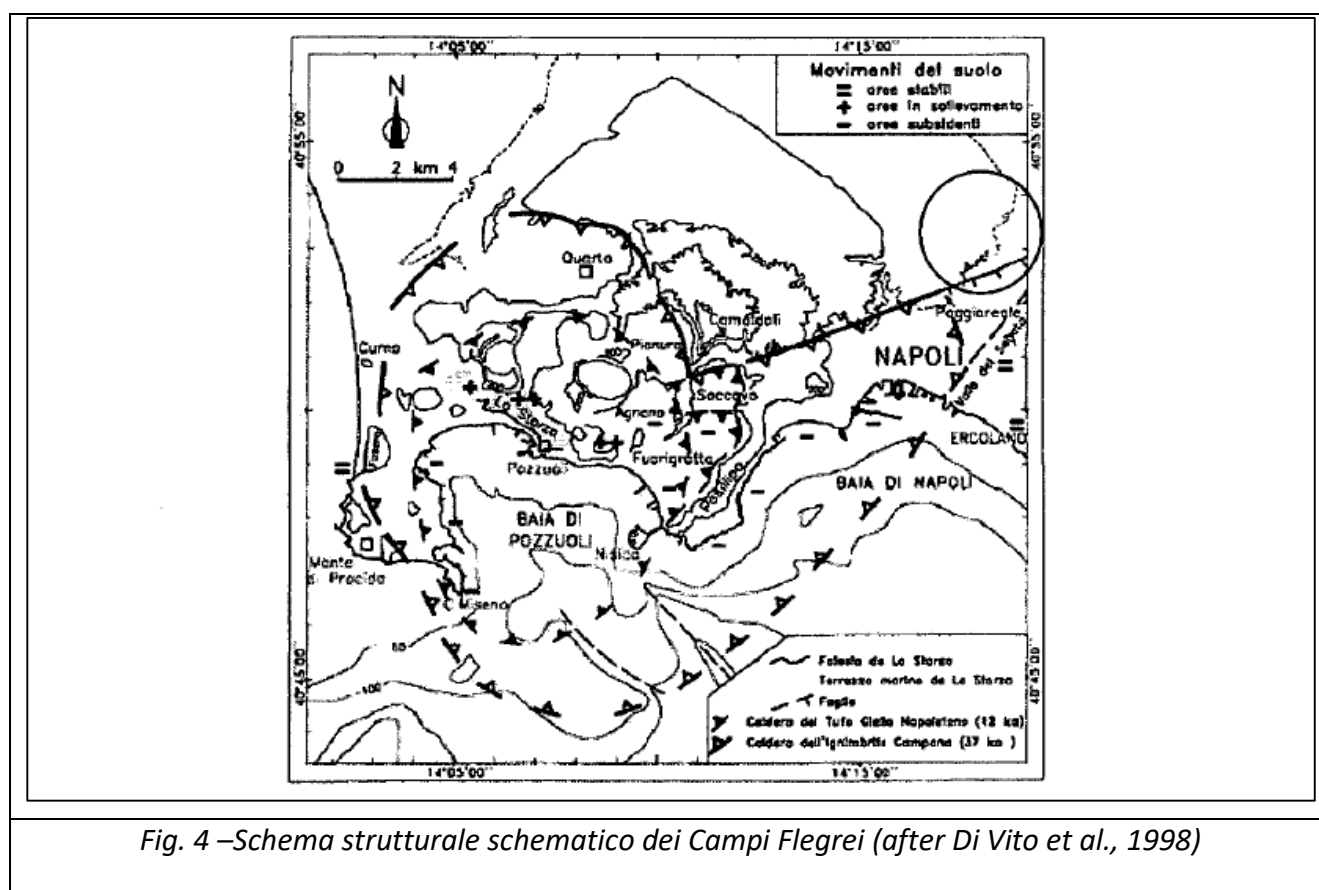 14°05'00"
14°15'00"
Movimenti del suolo
aree stabili
aree in sollevamento
aree subsidenti
N
0 2 km 4
40°55'00"
40°55'00"
Quarto
Camaldoli
Poggioreale
Pianura
NAPOLI
Cuma
Soccavo
La Starza
Agnano
ERCOLANO
Pozzuoli
Fuorigrotta
Posillipo
BAIA DI NAPOLI
BAIA DI
POZZUOLI
Nisida
Monte
di Procida
C. Miseno
40°45'00"
40°45'00"
Falesia de La Starza
Terrazzo marino de La Starza
Faglie
Caldera del Tufo Giallo Napoletano (12 ka)
Caldera dell'Ignimbrite Campana (37 ka )
14°05'00"
14°15'00"
Fig. 4 –Schema strutturale schematico dei Campi Flegrei (after Di Vito et al., 1998)